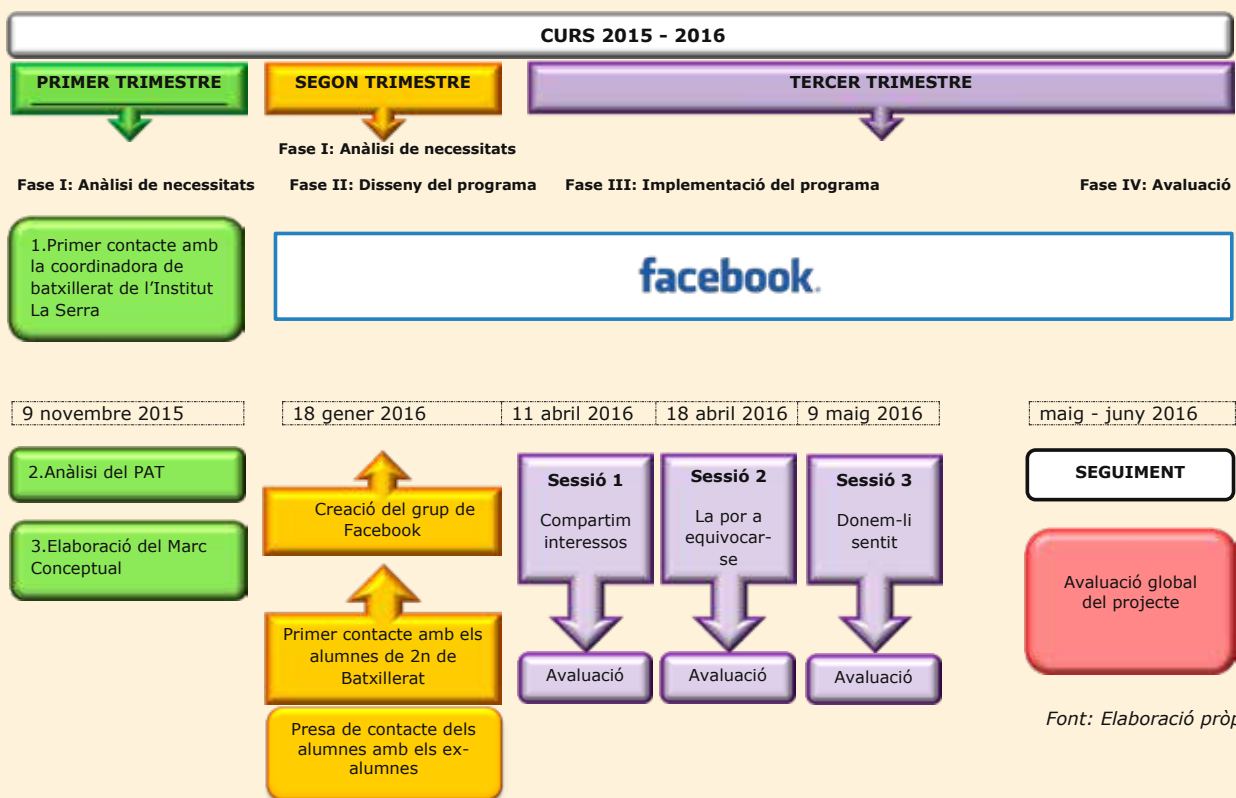 CURS 2015 - 2016
PRIMER TRIMESTRE
SEGON TRIMESTRE
TERCER TRIMESTRE
Fase I: Anàlisi de necessitats
Fase I: Anàlisi de necessitats
Fase II: Disseny del programa
Fase III: Implementació del programa
Fase IV: Avaluació
1.Primer contacte amb
la coordinadora de
batxillerat de l'Institut
La Serra
facebook.
9 novembre 2015
18 gener 2016
11 abril 2016
18 abril 2016
9 maig 2016
maig - juny 2016
2.Anàlisi del PAT
3.Elaboració del Marc
Conceptual
Creació del grup de
Facebook
Primer contacte amb els
alumnes de 2n de
Batxillerat
Presa de contacte dels
alumnes amb els ex-
alumnes
Sessió 1
Compartim
interessos
Avaluació
Sessió 2
La por a
equivocar-
se
Avaluació
Sessió 3
Donem-li
sentit
Avaluació
SEGUIMENT
Avaluació global
del projecte
Font: Elaboració pròp